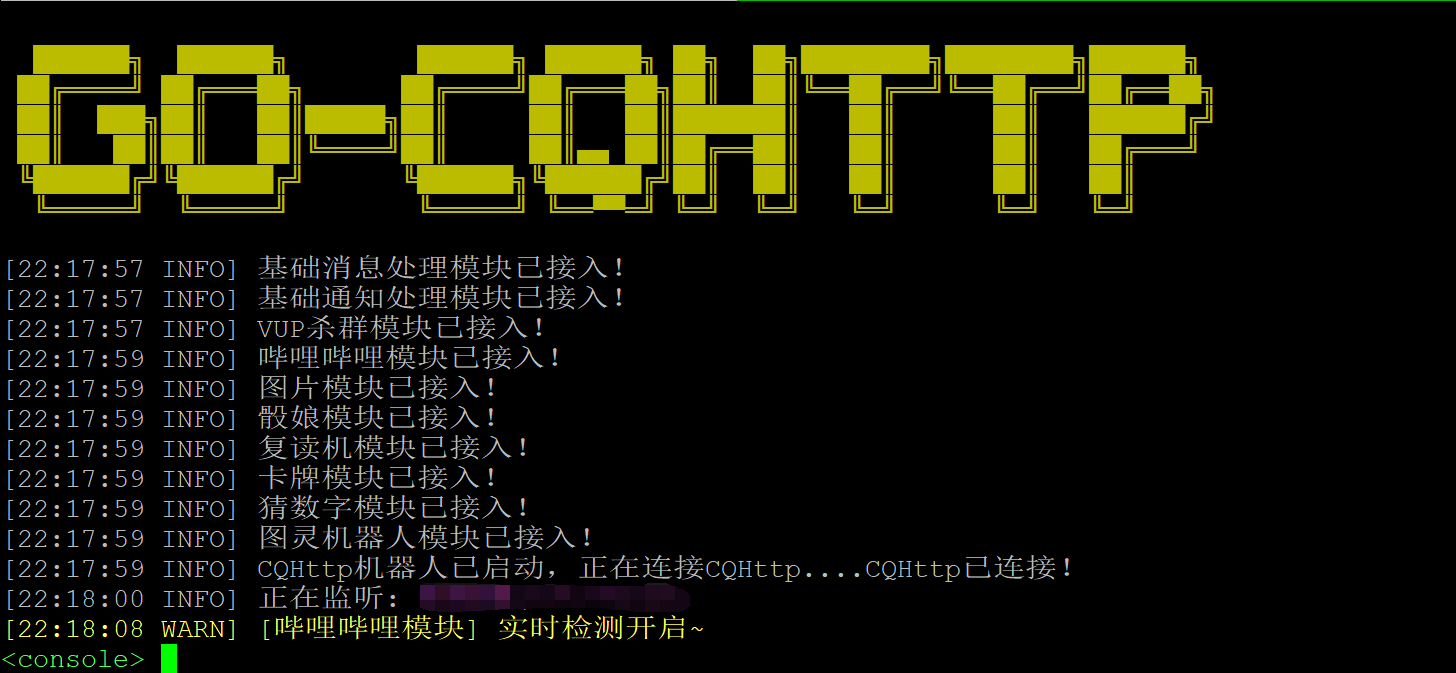 GO-CQHTTP
[22:17:57 INFO] 基础消息处理模块已接入!
[22:17:57 INFO] 基础通知处理模块已接入!
[22:17:57 INFO] VUP杀群模块已接入!
[22:17:59 INFO] 哔哩哔哩模块已接入!
[22:17:59 INFO] 图片模块已接入!
[22:17:59 INFO] 骰娘模块已接入!
[22:17:59 INFO] 复读机模块已接入!
[22:17:59 INFO] 卡牌模块已接入!
[22:17:59 INFO] 猜数字模块已接入!
[22:17:59 INFO] 图灵机器人模块已接入!
[22:17:59 INFO] CQHttp机器人已启动，正在连接CQHttp....CQHttp已连接!
[22:18:00 INFO] 正在监听:
[22:18:08 WARN] [哔哩哔哩模块] 实时检测开启~
<console>